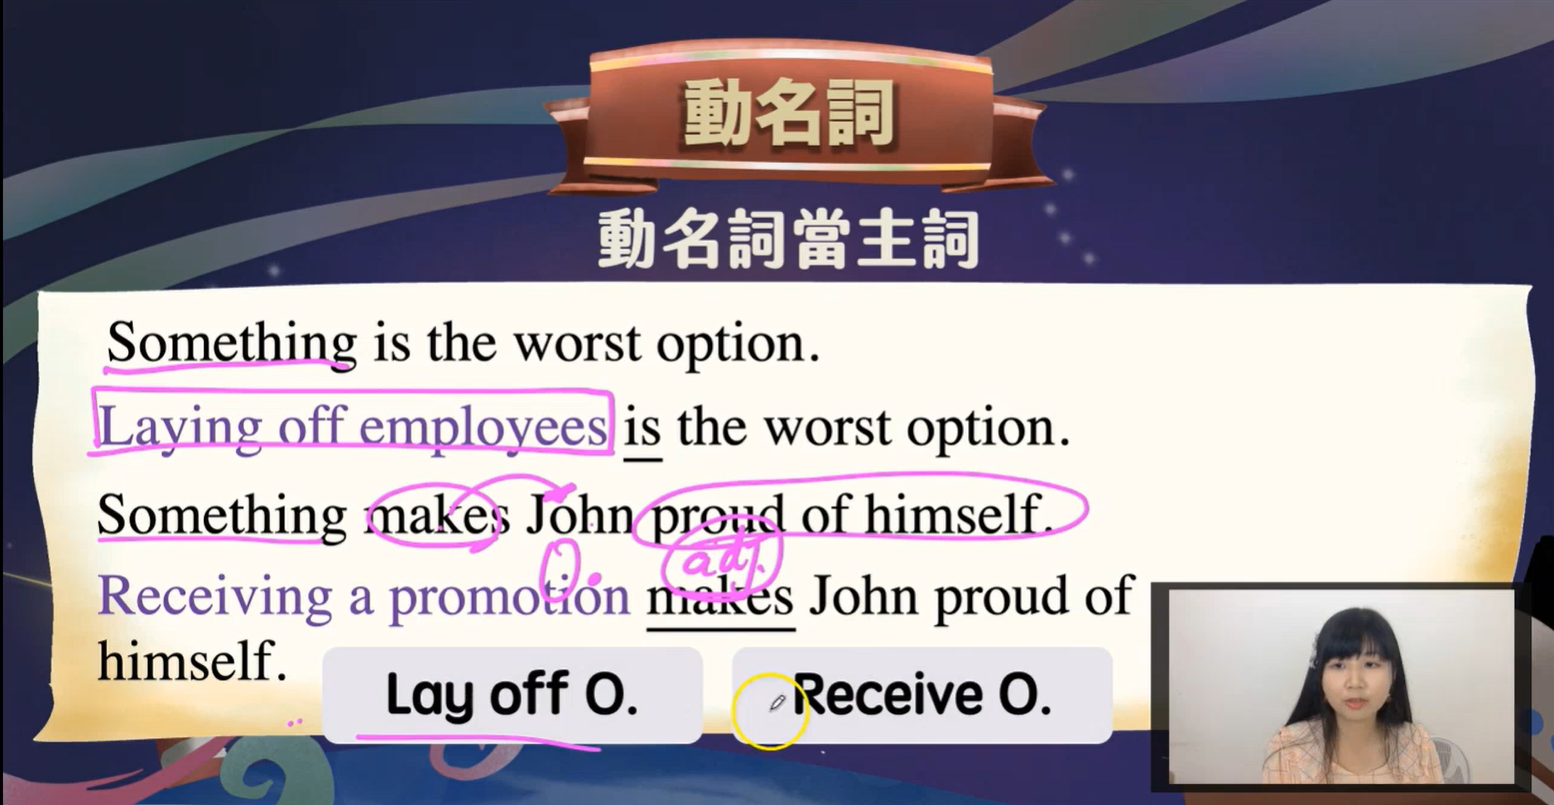 動名詞
動名詞當主詞
Something is the worst option.
Laying off employees is the worst option.
Something makes John proud of himself.
O. adj.
Receiving a promotion makes John proud of
himself.
Lay off O. Receive O.